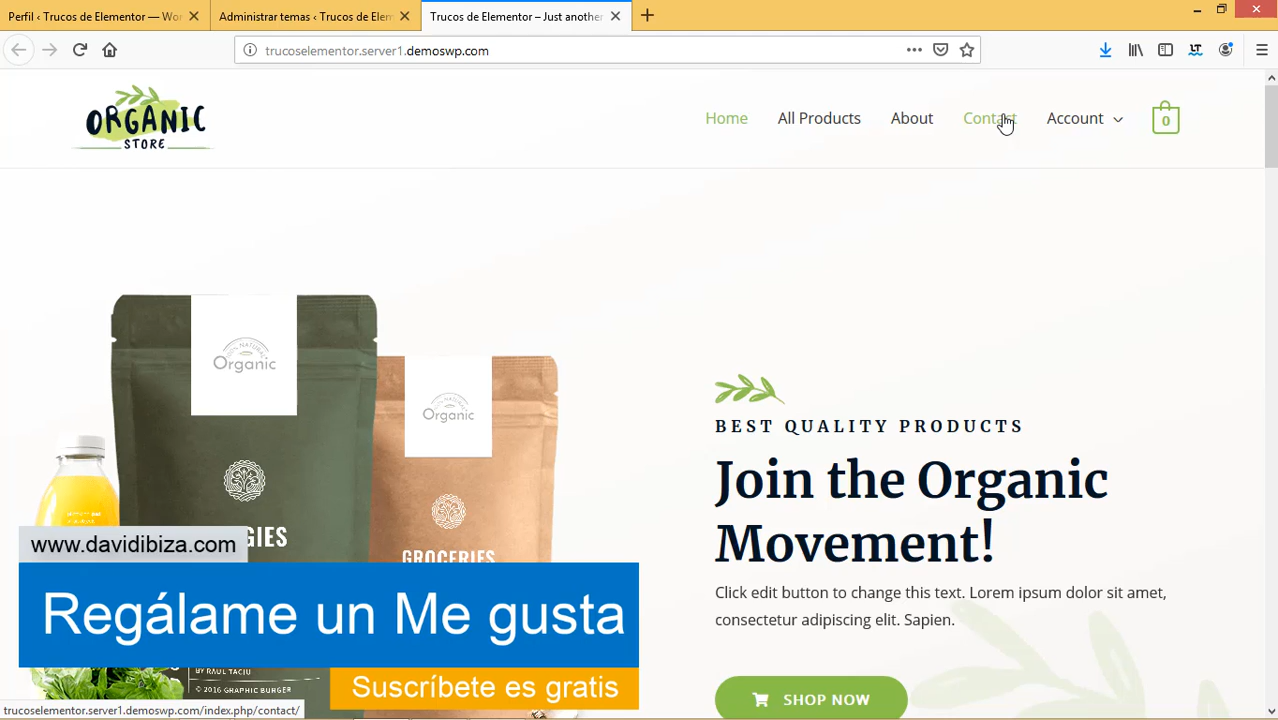 Perfil ‹ Trucos de Elementor — Wor
Administrar temas ‹ Trucos de Elem
Trucos de Elementor – Just another
trucoselementor.server1.demoswp.com
ORGANIC
STORE
Home
All Products
About
Contact
Account
0
100% NATURAL
Organic
Organic
GIES
GROCERIES
BEST QUALITY PRODUCTS
Join the Organic
Movement!
Click edit button to change this text. Lorem ipsum dolor sit amet,
consectetur adipiscing elit. Sapien.
SHOP NOW
www.davidibiza.com
Regálame un Me gusta
Suscríbete es gratis
BY RAUL TACIU
© 2016 GRAPHIC BURGER
trucoselementor.server1.demoswp.com/index.php/contact/